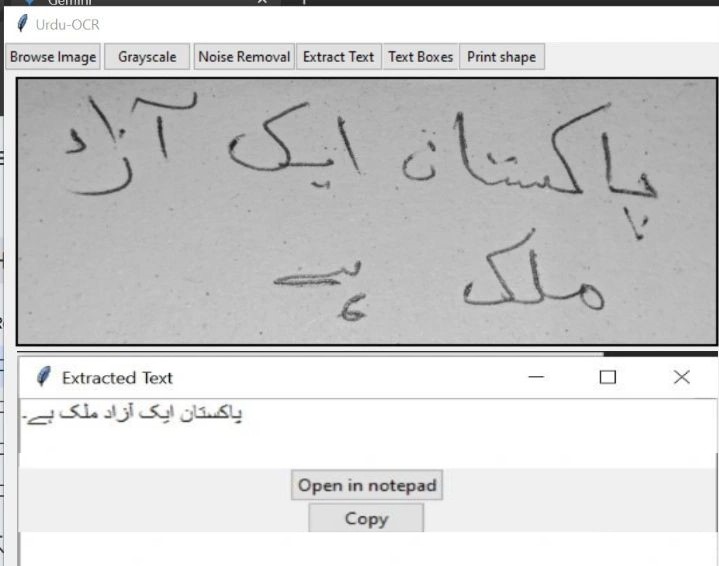 Gemini
Urdu-OCR
Browse Image Grayscale Noise Removal Extract Text Text Boxes Print shape
پاکستان ایک آزاد
ملک ہے
Extracted Text
پاکستان ایک آزاد ملک ہے۔
Open in notepad
Copy